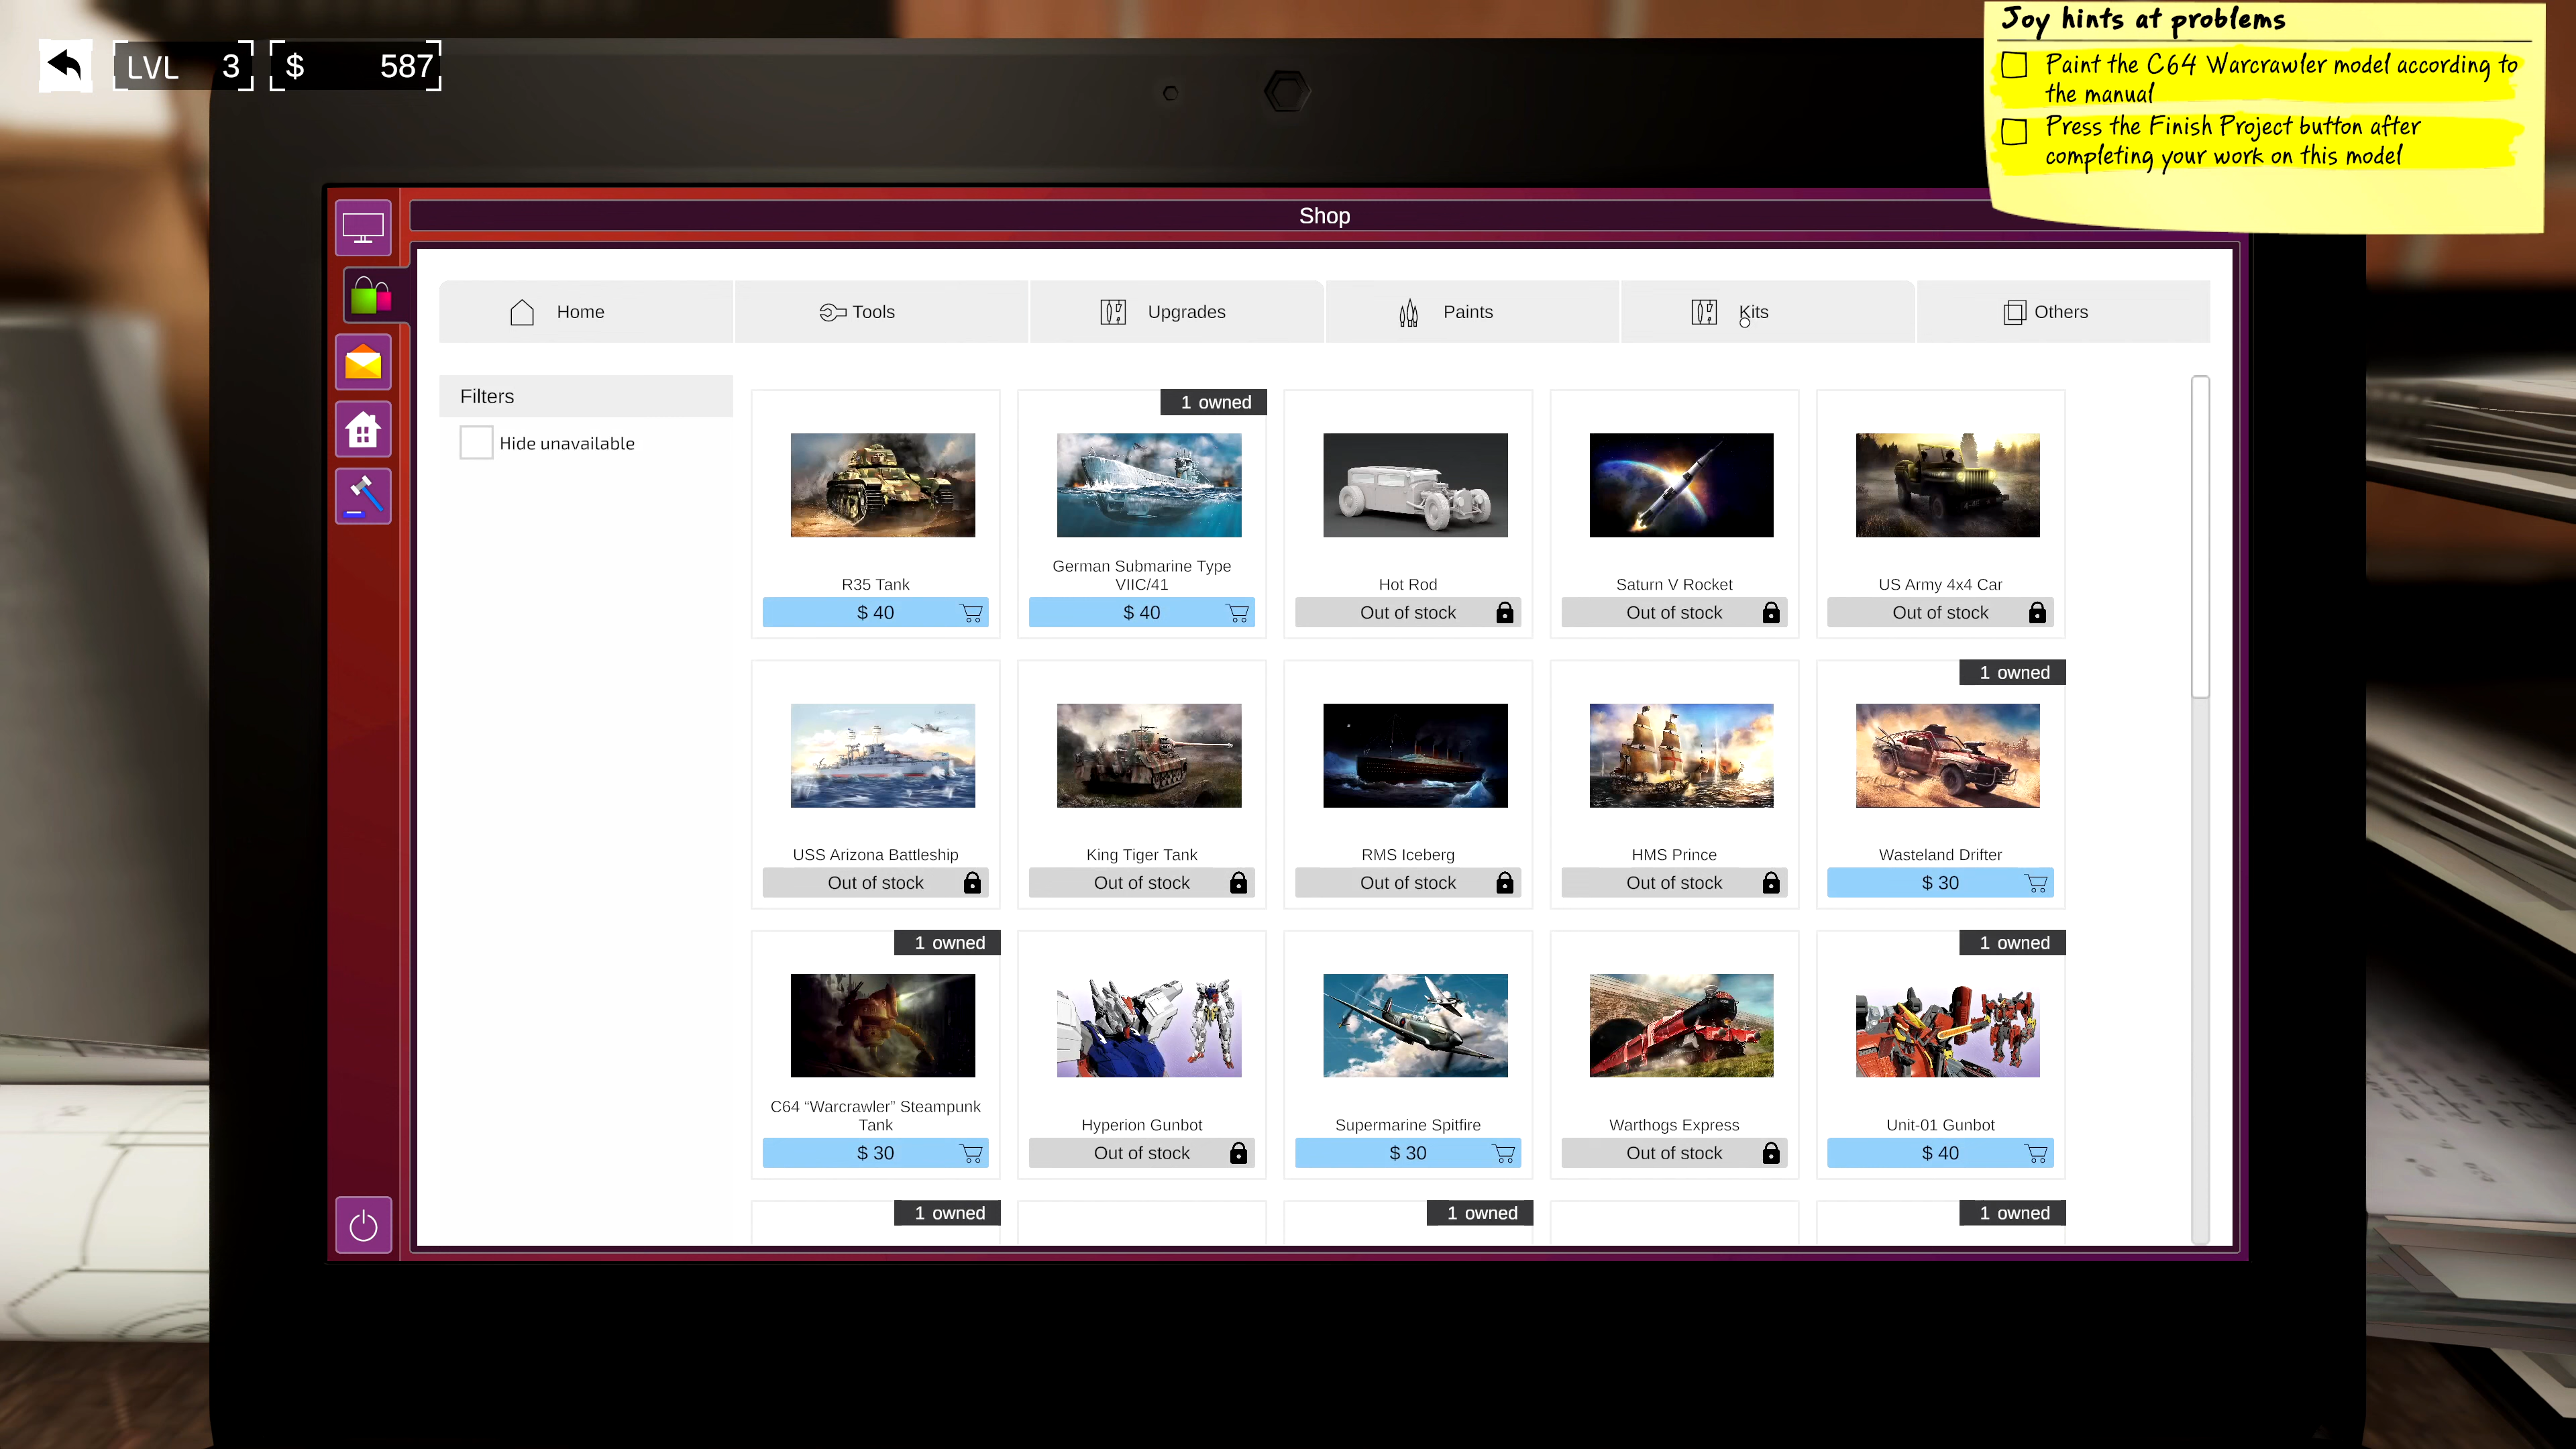 LVL 3 $ 587
Joy hints at problems
Paint the C64 Warcrawler model according to
the manual
Press the Finish Project button after
completing your work on this model
Shop
Home Tools Upgrades Paints Kits Others
Filters
Hide unavailable
1 owned
R35 Tank
$ 40
German Submarine Type
VIIC/41
$ 40
Hot Rod
Out of stock
Saturn V Rocket
Out of stock
US Army 4x4 Car
Out of stock
1 owned
USS Arizona Battleship
Out of stock
King Tiger Tank
Out of stock
RMS Iceberg
Out of stock
HMS Prince
Out of stock
Wasteland Drifter
$ 30
1 owned
1 owned
C64 “Warcrawler” Steampunk
Tank
$ 30
Hyperion Gunbot
Out of stock
Supermarine Spitfire
$ 30
Warthogs Express
Out of stock
Unit-01 Gunbot
$ 40
1 owned
1 owned
1 owned